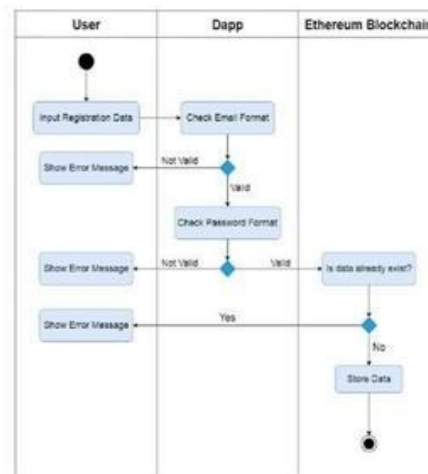 User Dapp Ethereum Blockchain
Input Registration Data Check Email Format
Show Error Message Not Valid
Valid
Check Password Format
Show Error Message Not Valid Valid Is data already exist?
Show Error Message Yes
No
Store Data